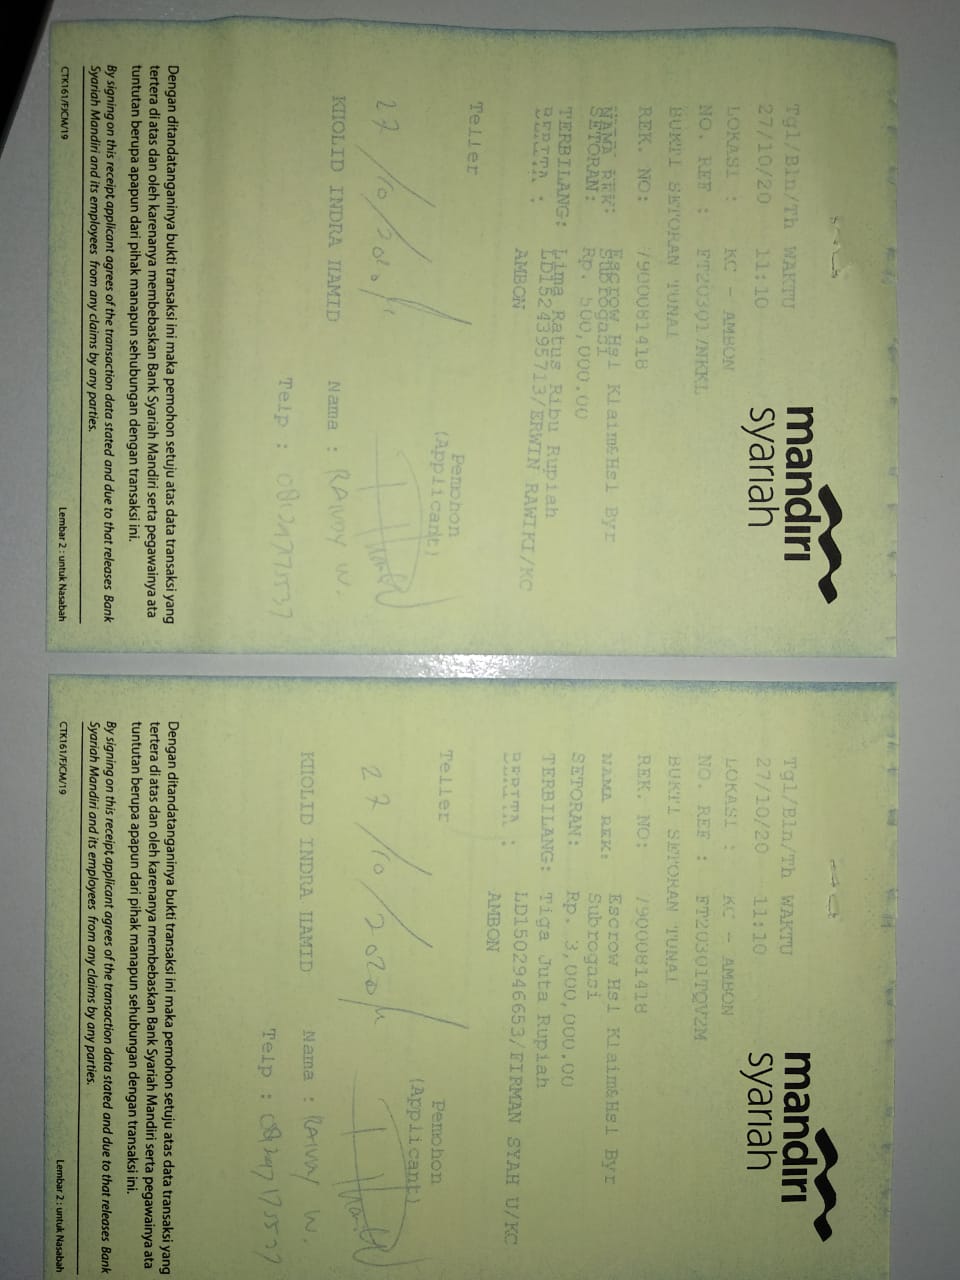 mandiri
syariah
Tgl/Bln/Th WAKTU
27/10/20 11:10
LOKASI : KC - AMBON
NO. REF :
BUKTI SETORAN TUNAI
REK. NO: 7900081418
NAMA REK: Escrow Hsl Klaim&Hsl Byr
Subrogasi
SETORAN: Rp. 500,000.00
TERBILANG: Lima Ratus Ribu Rupiah
BERITA : LD1524395713/ERWIN RAWIKI/KC
AMBON
Teller
Pemohon
(Applicant)
27/10/2020
KHOLID INDRA HAMID Nama : W.
Telp :
Dengan ditandatanganinya bukti transaksi ini maka pemohon setuju atas data transaksi yang
tertera di atas dan oleh karenanya membebaskan Bank Syariah Mandiri serta pegawainya ata
tuntutan berupa apapun dari pihak manapun sehubungan dengan transaksi ini.
By signing on this receipt applicant agrees of the transaction data stated and due to that releases Bank
Syariah Mandiri and its employees from any claims by any parties.
CTK161/FJCM/19 Lembar 2 : untuk Nasabah
mandiri
syariah
Tgl/Bln/Th WAKTU
27/10/20 11:10
LOKASI : KC - AMBON
NO. REF : FT20301TQV2M
BUKTI SETORAN TUNAI
REK. NO: 7900081418
NAMA REK: Escrow Hsl Klaim&Hsl Byr
Subrogasi
SETORAN: Rp. 3,000,000.00
TERBILANG: Tiga Juta Rupiah
BERITA : LD1502946653/FIRMAN SYAH U/KC
AMBON
Teller
Pemohon
(Applicant)
27/10/2020
KHOLID INDRA HAMID Nama : W.
Telp :
Dengan ditandatanganinya bukti transaksi ini maka pemohon setuju atas data transaksi yang
tertera di atas dan oleh karenanya membebaskan Bank Syariah Mandiri serta pegawainya ata
tuntutan berupa apapun dari pihak manapun sehubungan dengan transaksi ini.
By signing on this receipt applicant agrees of the transaction data stated and due to that releases Bank
Syariah Mandiri and its employees from any claims by any parties.
CTK161/FJCM/19 Lembar 2 : untuk Nasabah